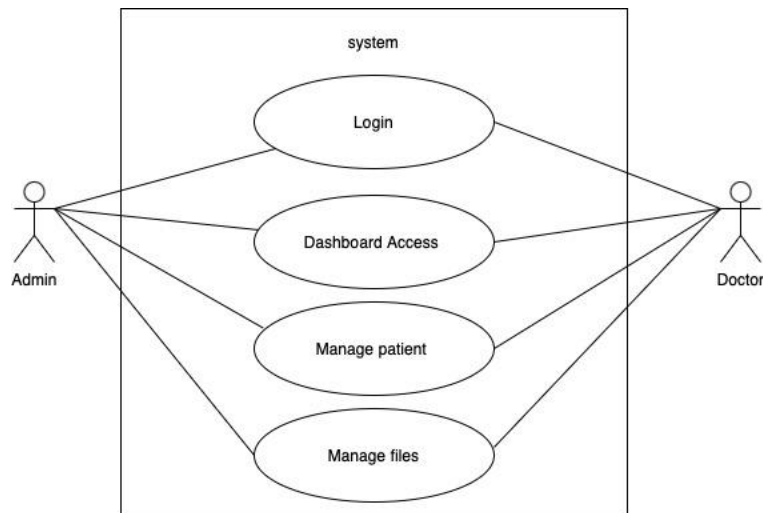 system
Login
Dashboard Access
Admin
Doctor
Manage patient
Manage files